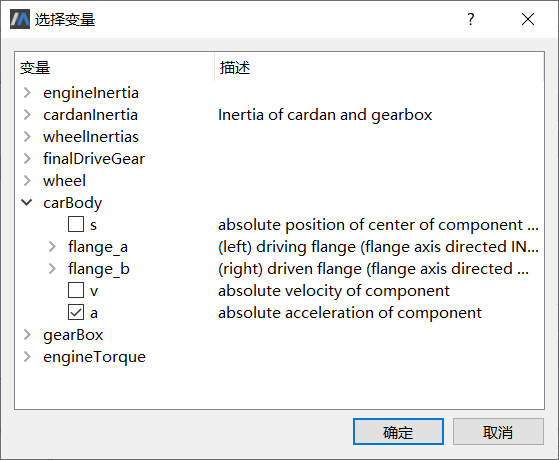 选择变量
变量 描述
engineInertia
cardanInertia Inertia of cardan and gearbox
wheelInertias
finalDriveGear
wheel
carBody
s absolute position of center of component ...
flange_a (left) driving flange (flange axis directed IN...
flange_b (right) driven flange (flange axis directed ...
v absolute velocity of component
a absolute acceleration of component
gearBox
engineTorque
确定 取消